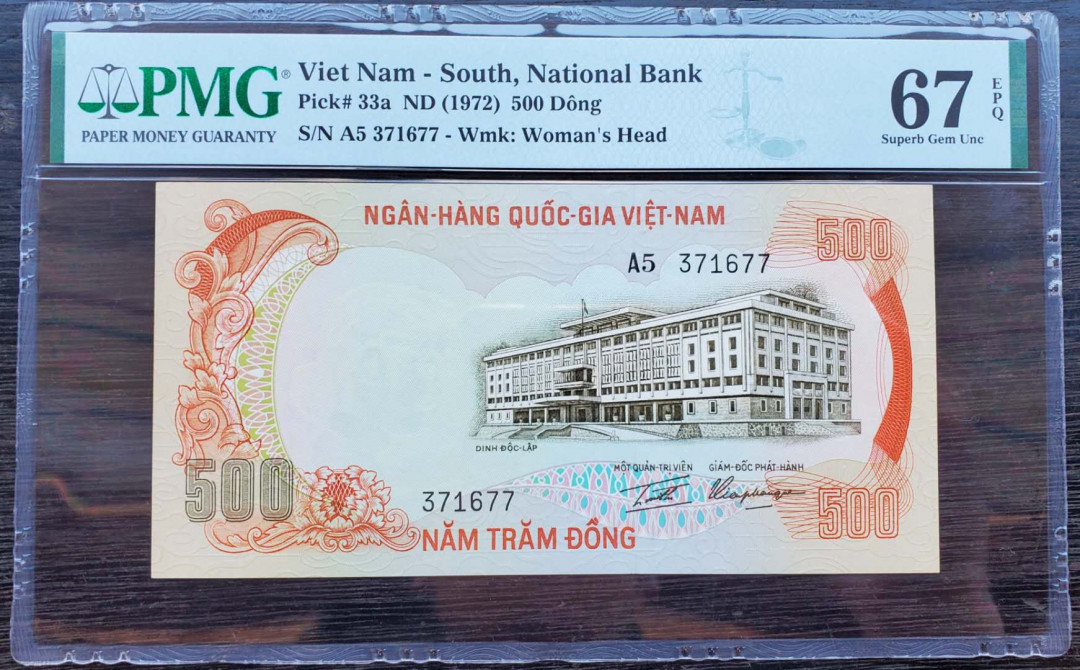 PMG®
PAPER MONEY GUARANTY
Viet Nam - South, National Bank
Pick# 33a ND (1972) 500 Dông
S/N A5 371677 - Wmk: Woman's Head
67
EPQ
Superb Gem Unc
NGÂN-HÀNG QUỐC-GIA VIỆT-NAM
500
A5 371677
DINH ĐỘC-LẬP
MỘT QUẢN-TRỊ VIÊN GIÁM-ĐỐC PHÁT-HÀNH
500
371677
500
NĂM TRĂM ĐỒNG